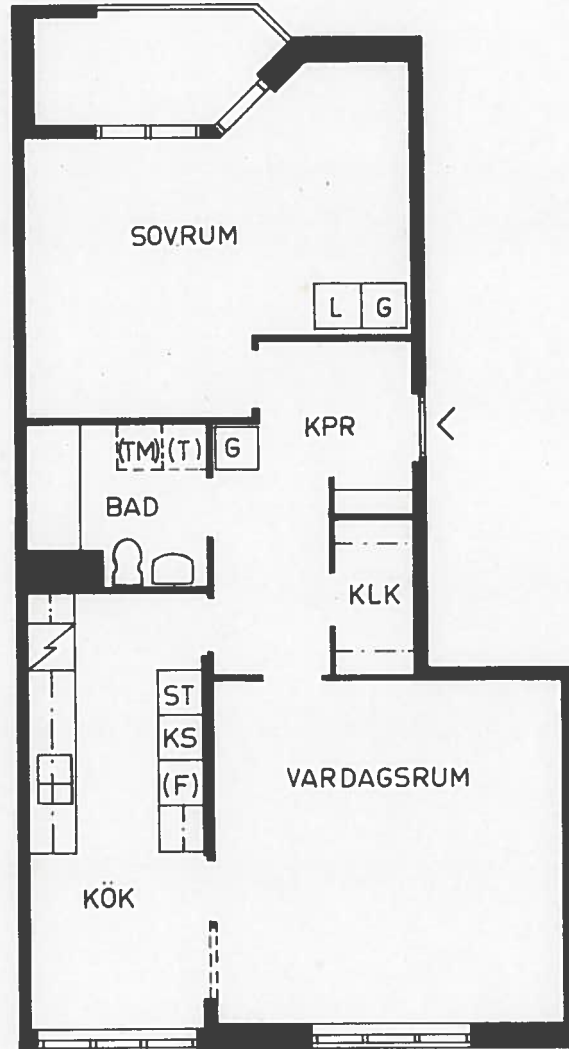 SOVRUM
L G
KPR
(TM) (T) G
BAD
KLK
ST
KS
(F)
VARDAGSRUM
KÖK